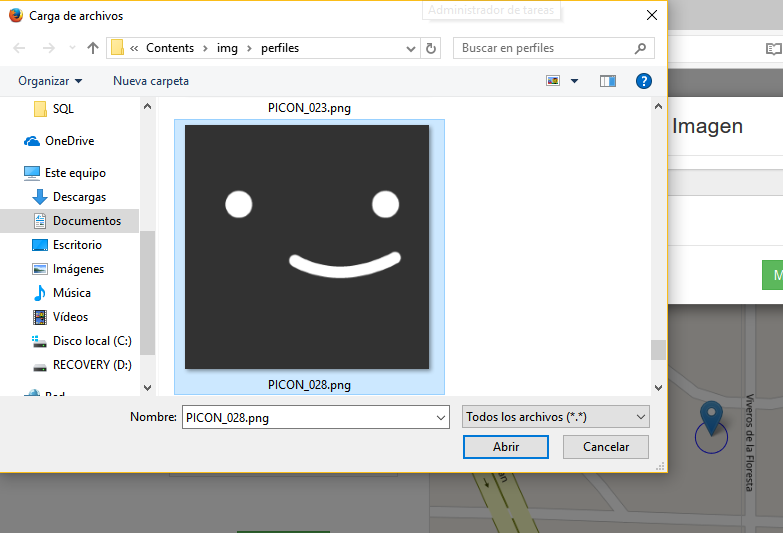 Administrador de tareas
Carga de archivos
« Contents › img › perfiles
Buscar en perfiles
Organizar
Nueva carpeta
SQL
OneDrive
Este equipo
Descargas
Documentos
Escritorio
Imágenes
Música
Vídeos
Disco local (C:)
RECOVERY (D:)
PICON_023.png
PICON_028.png
Nombre:
PICON_028.png
Todos los archivos (*.*)
Abrir
Cancelar
Imagen
M
Viveros de la Floresta